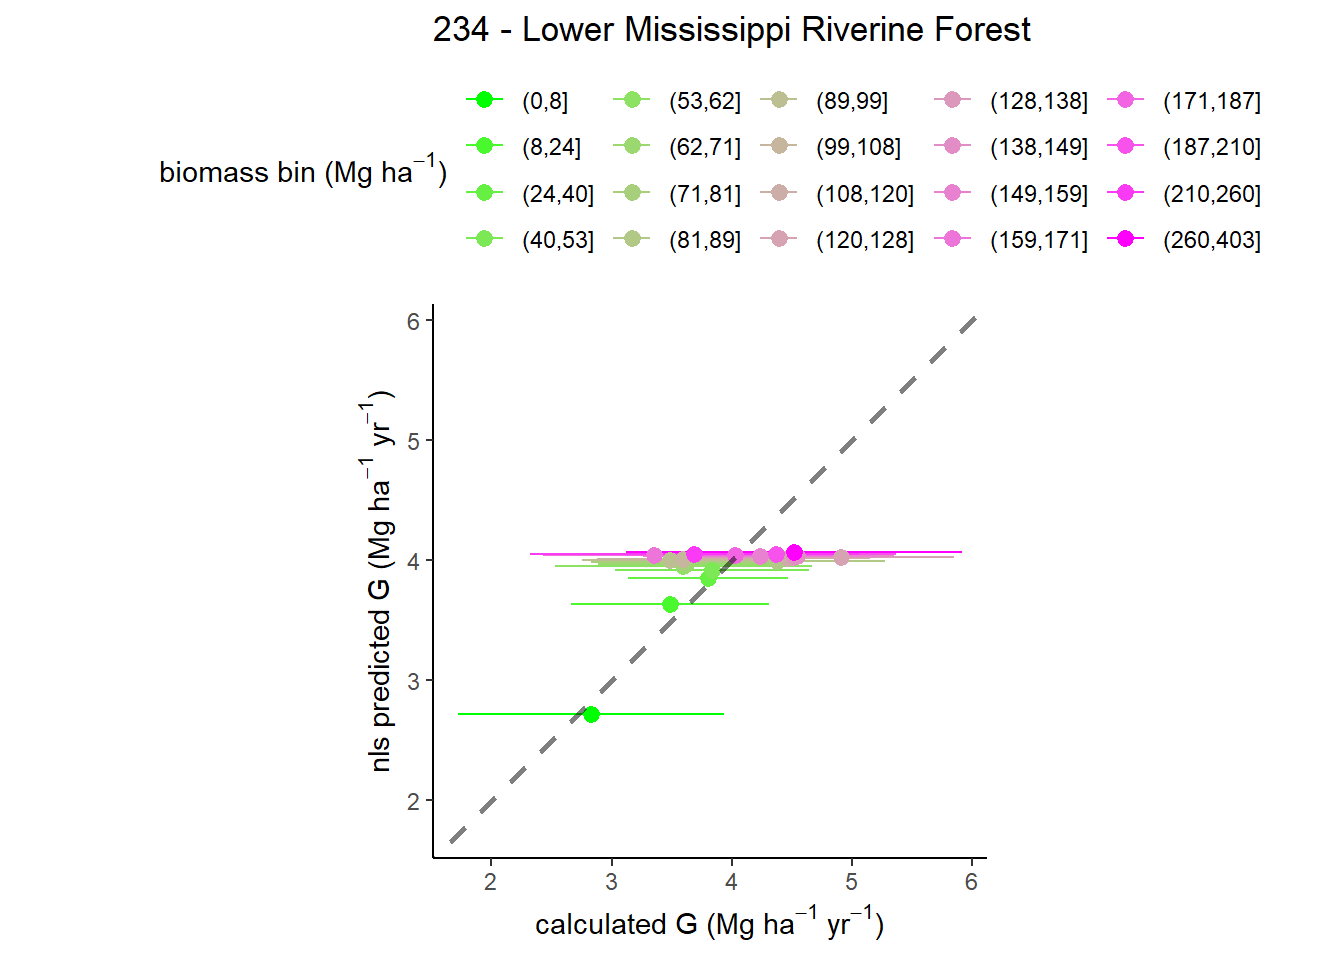 234 - Lower Mississippi Riverine Forest
biomass bin (Mg ha⁻¹)
(0,8] (53,62] (89,99] (128,138] (171,187]
(8,24] (62,71] (99,108] (138,149] (187,210]
(24,40] (71,81] (108,120] (149,159] (210,260]
(40,53] (81,89] (120,128] (159,171] (260,403]
nls predicted G (Mg ha⁻¹ yr⁻¹)
6
5
4
3
2
2 3 4 5 6
calculated G (Mg ha⁻¹ yr⁻¹)